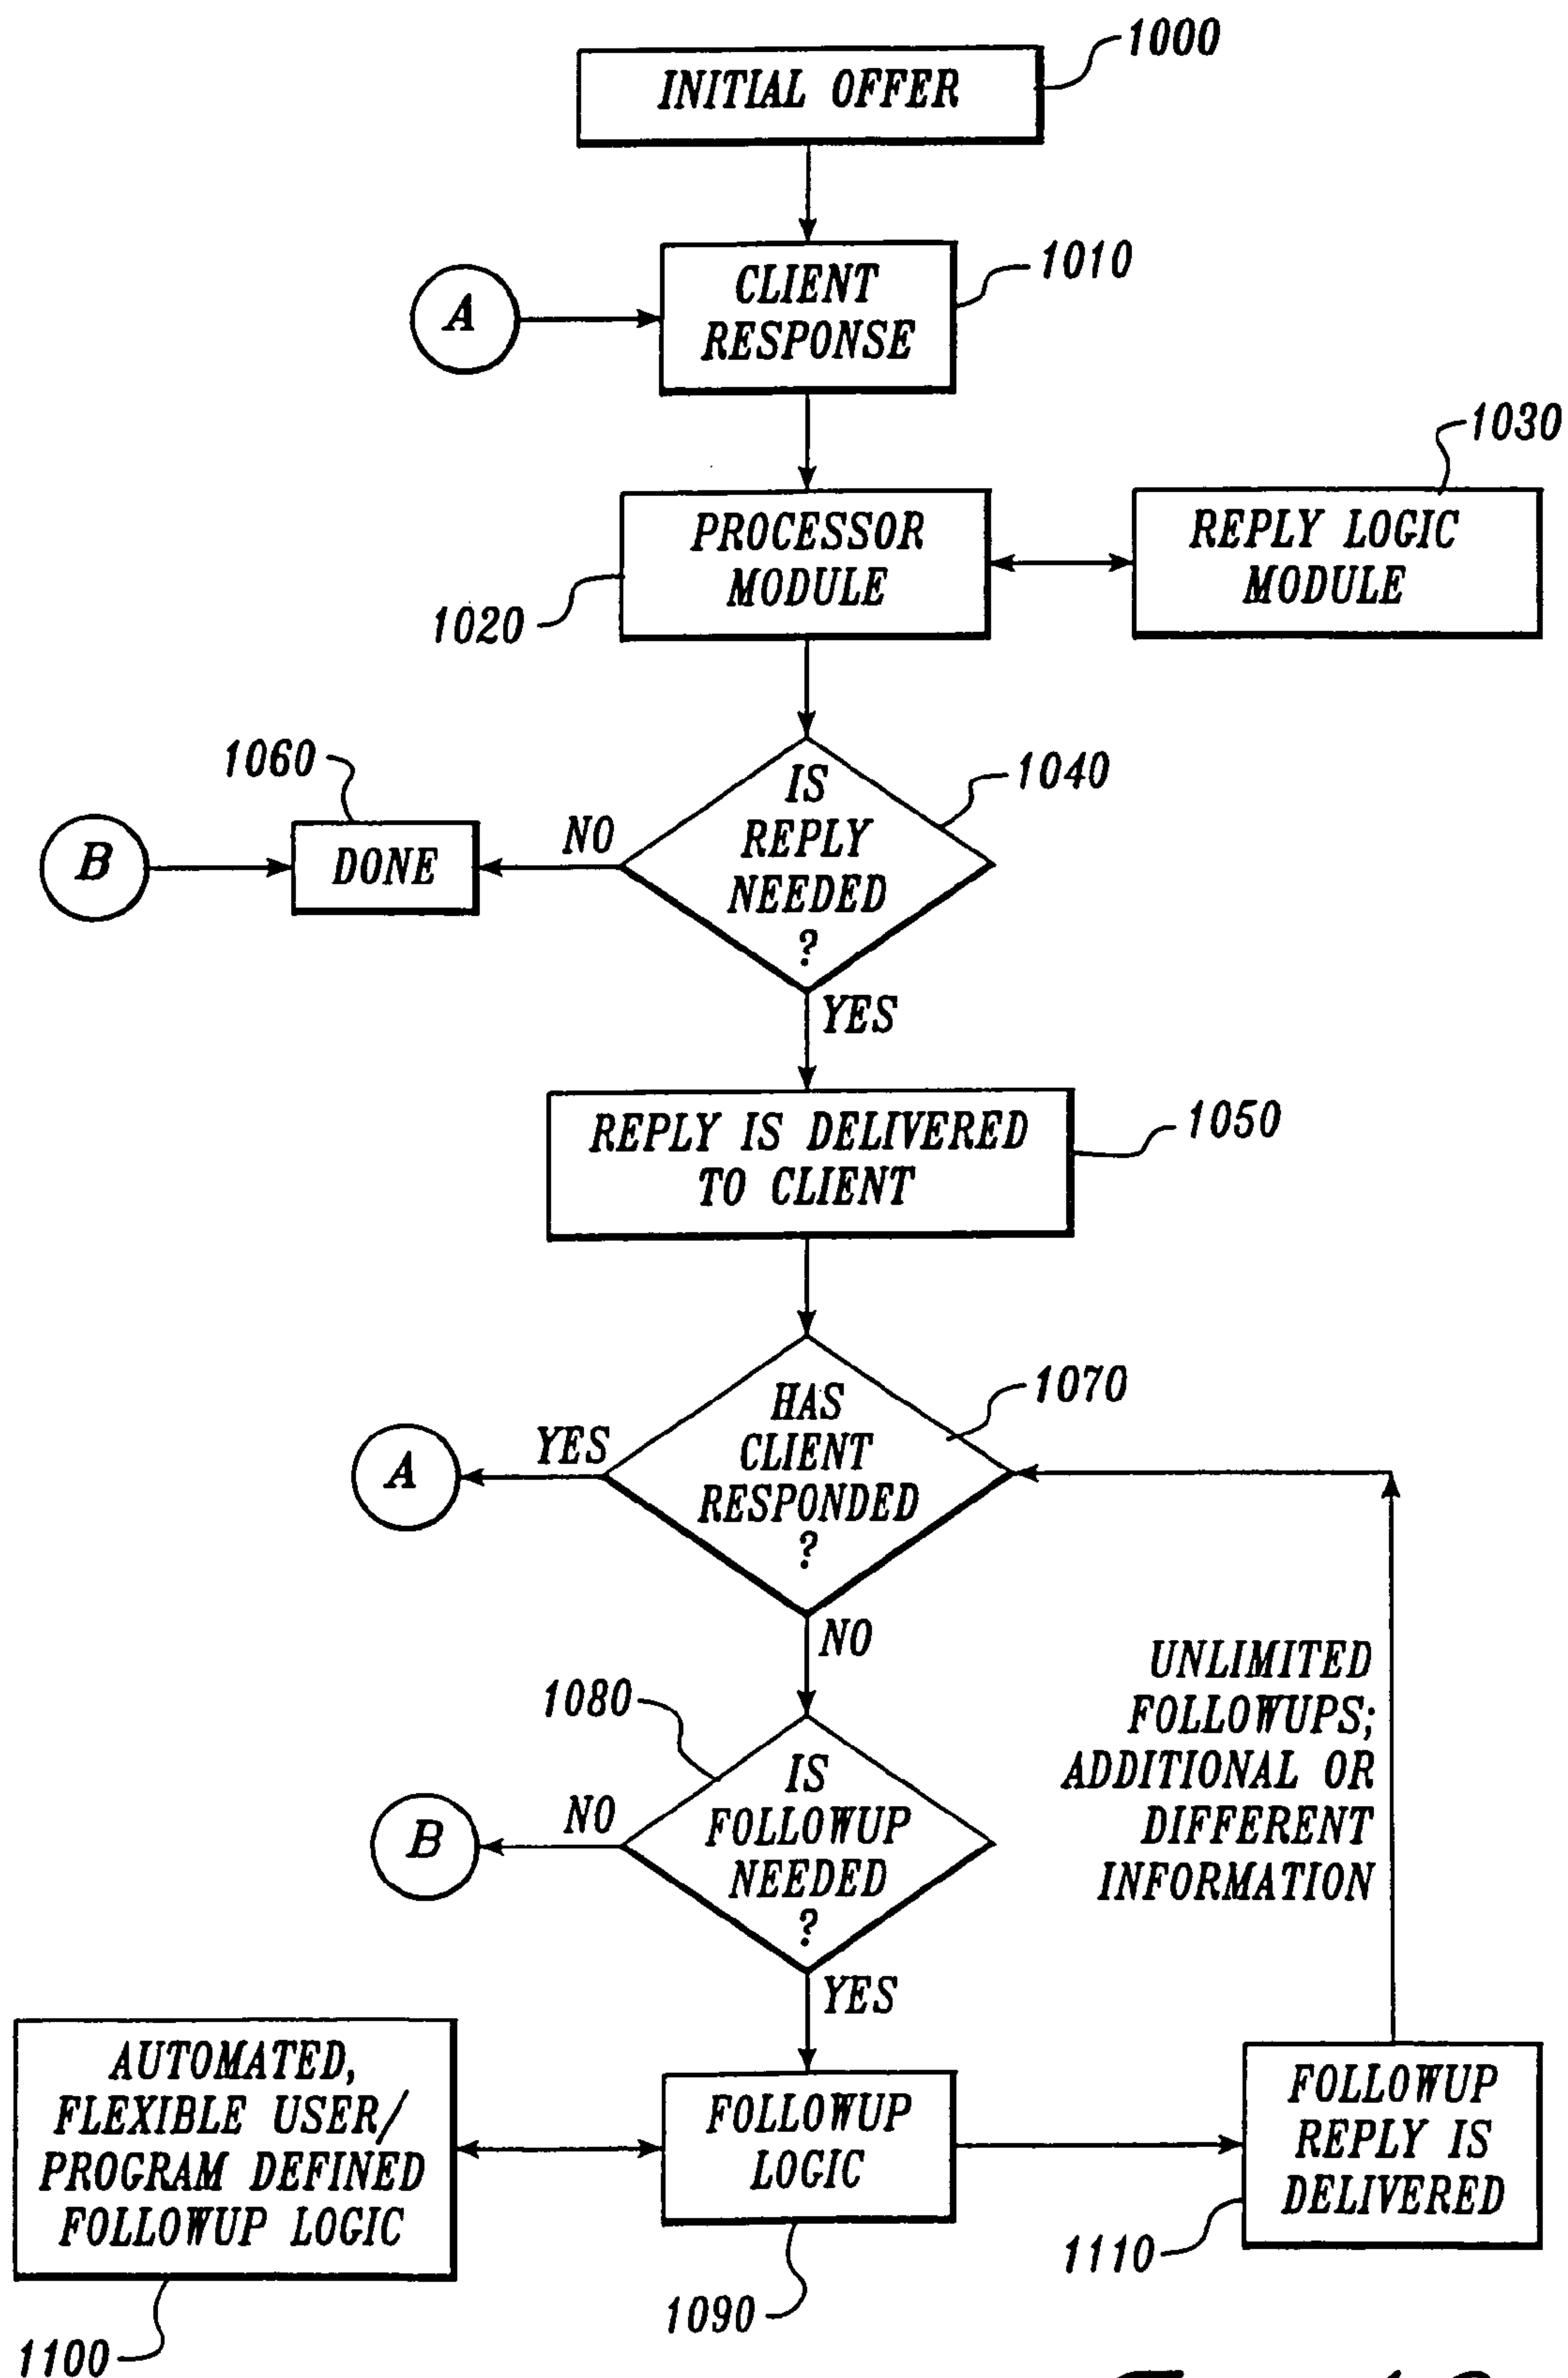 1000
INITIAL OFFER
1010
CLIENT
RESPONSE
A
1030
PROCESSOR
MODULE
REPLY LOGIC
MODULE
1020
1060
1040
IS
REPLY
NEEDED
?
NO
B
DONE
YES
REPLY IS DELIVERED
TO CLIENT
1050
1070
HAS
CLIENT
RESPONDED
?
YES
A
NO
UNLIMITED
FOLLOWUPS;
ADDITIONAL OR
DIFFERENT
INFORMATION
1080
IS
FOLLOWUP
NEEDED
?
NO
B
YES
AUTOMATED,
FLEXIBLE USER/
PROGRAM DEFINED
FOLLOWUP LOGIC
FOLLOWUP
LOGIC
FOLLOWUP
REPLY IS
DELIVERED
1110
1090
1100